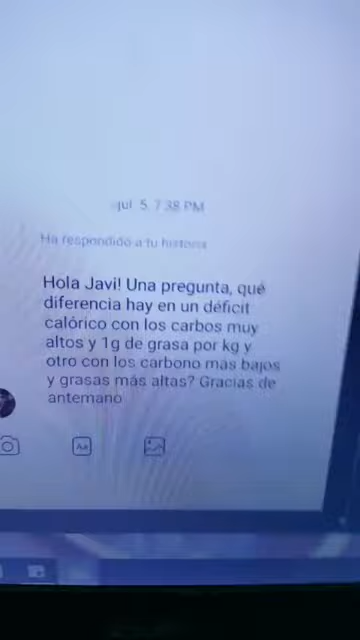 jul. 5, 7:38 PM
Ha respondido a tu historia
Hola Javi! Una pregunta, qué
diferencia hay en un déficit
calórico con los carbos muy
altos y 1g de grasa por kg y
otro con los carbono más bajos
y grasas más altas? Gracias de
antemano
Aa